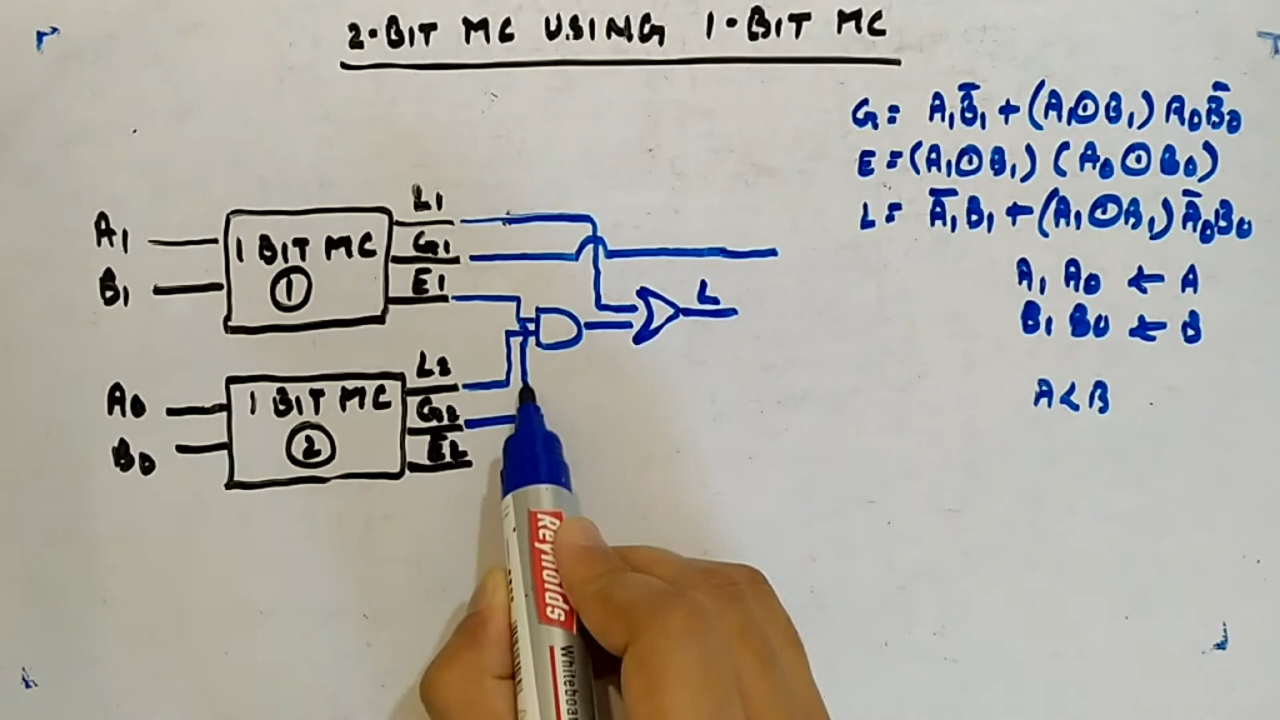 2·BIT MC USING 1·BIT MC
G = A₁B̄₁ + (A₁⊙B₁) A₀B̄₀
E = (A₁⊙B₁) (A₀⊙B₀)
L = Ā₁B₁ + (A₁⊙B₁) Ā₀B₀
A₁ A₀ ← A
B₁ B₀ ← B
A < B
A₁
B₁
1 BIT MC
①
L₁
G₁
E₁
L
A₀
B₀
1 BIT MC
②
L₂
G₂
E₂
Reynolds
Whiteboa